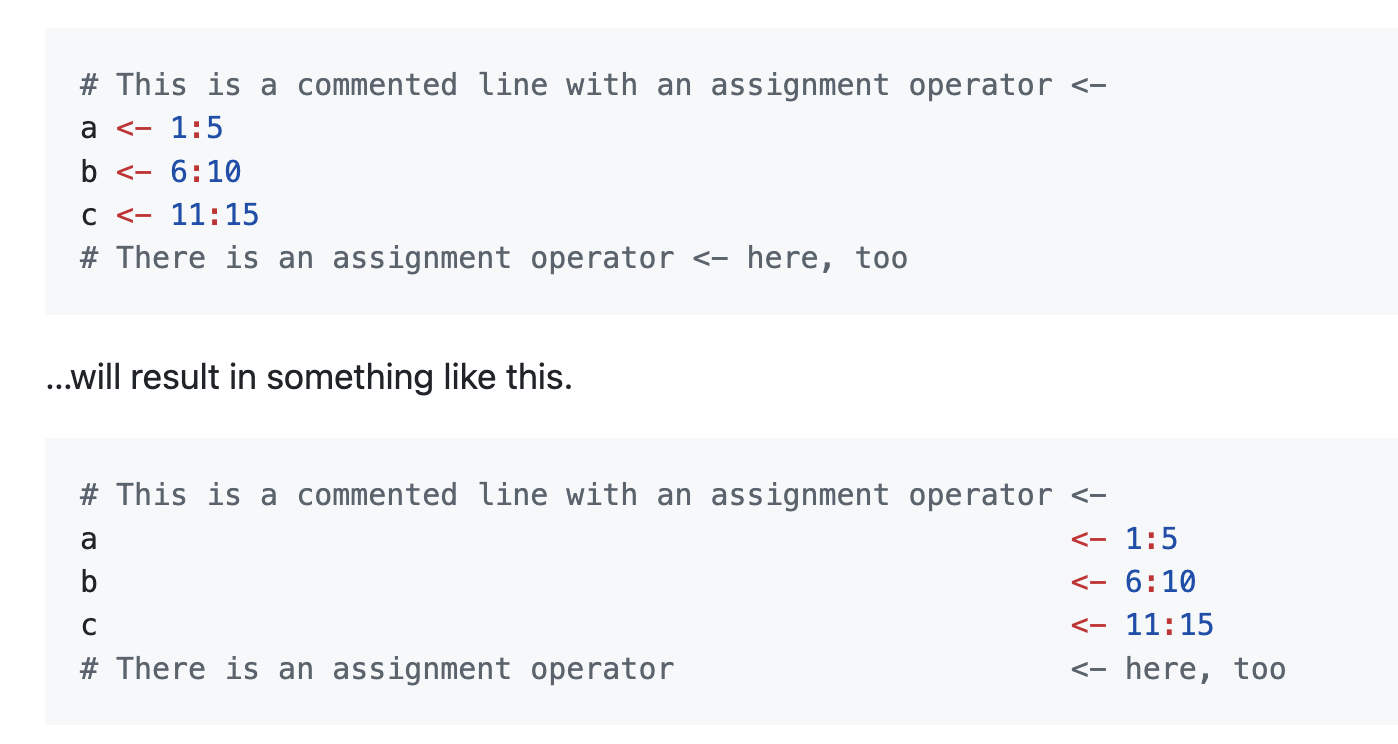 # This is a commented line with an assignment operator <-
a <- 1:5
b <- 6:10
c <- 11:15
# There is an assignment operator <- here, too
...will result in something like this.
# This is a commented line with an assignment operator <-
a                                                      <- 1:5
b                                                      <- 6:10
c                                                      <- 11:15
# There is an assignment operator                      <- here, too